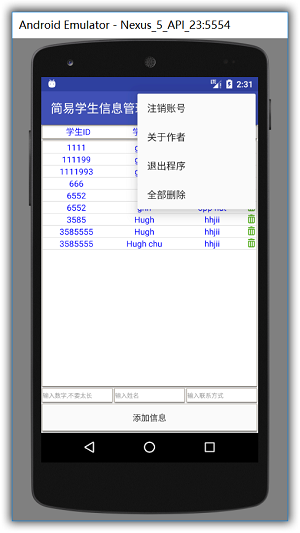 Android Emulator - Nexus_5_API_23:5554
2:31
简易学生信息管
注销账号
关于作者
退出程序
全部删除
学生ID
1111
111199
1111993
666
6552
6552
3585 Hugh hhjii
3585555 Hugh hhjii
3585555 Hugh chu hhjii
输入数字,不要太长 输入姓名 输入联系方式
添加信息